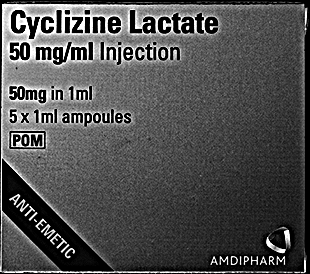 Cyclizine Lactate
50 mg/ml Injection
50mg in 1ml
5 x 1ml ampoules
POM
ANTI-EMETIC
AMDIPHARM